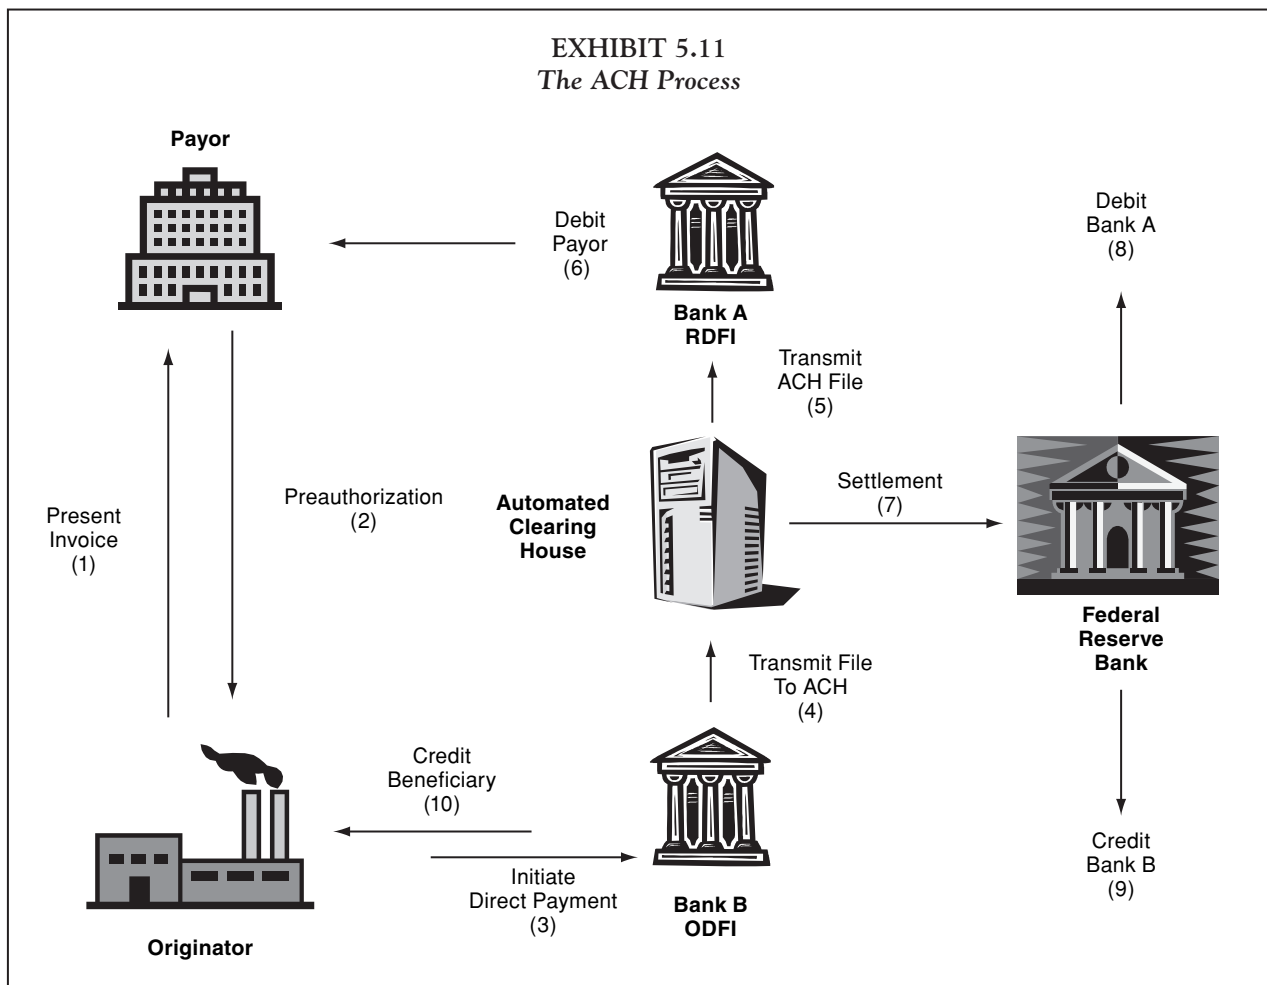 EXHIBIT 5.11
The ACH Process
Payor
Debit
Payor
(6)
Bank A
RDFI
Debit
Bank A
(8)
Transmit
ACH File
(5)
Present
Invoice
(1)
Preauthorization
(2)
Automated
Clearing
House
Settlement
(7)
Federal
Reserve
Bank
Transmit File
To ACH
(4)
Credit
Beneficiary
(10)
Initiate
Direct Payment
(3)
Bank B
ODFI
Credit
Bank B
(9)
Originator